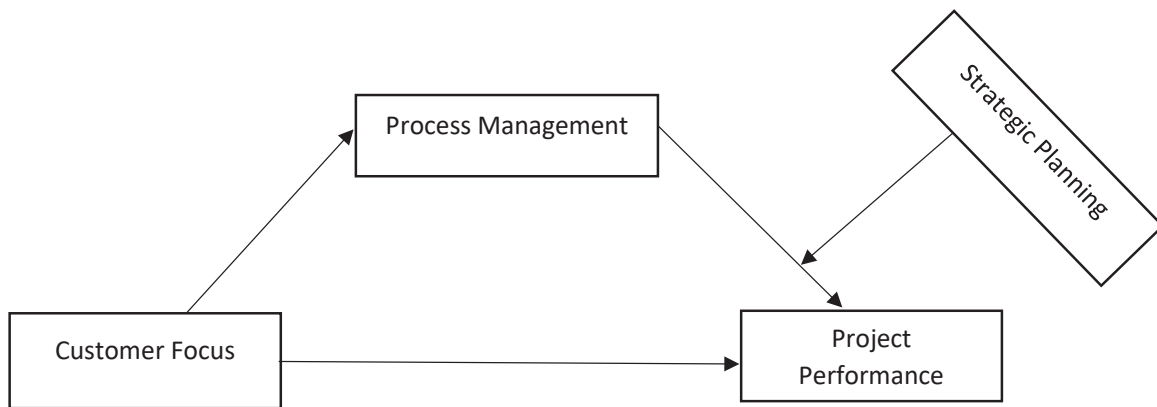 Strategic Planning
Process Management
Customer Focus
Project
Performance